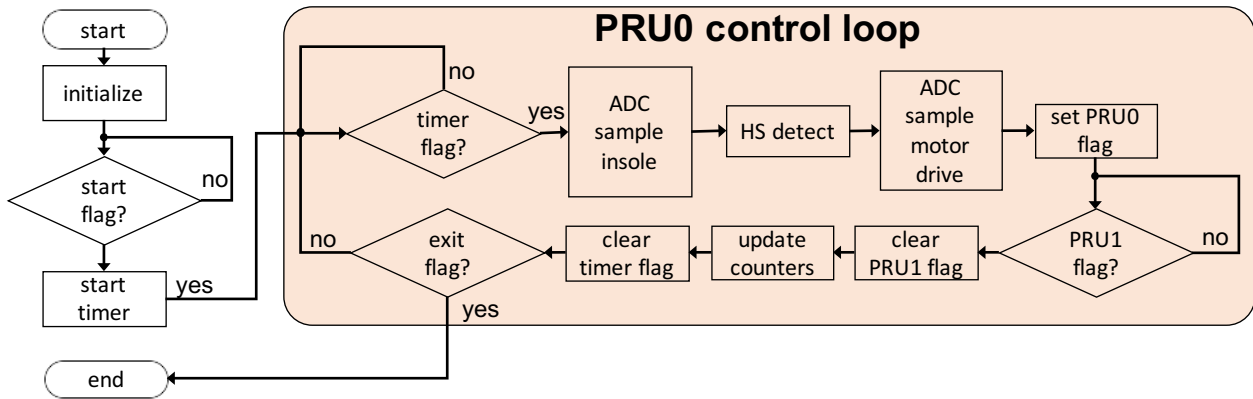 start
initialize
start
flag?
no
start
timer
yes
end
PRU0 control loop
no
timer
flag?
yes
ADC
sample
insole
HS detect
ADC
sample
motor
drive
set PRU0
flag
PRU1
flag?
no
clear
PRU1 flag
update
counters
clear
timer flag
exit
flag?
no
yes